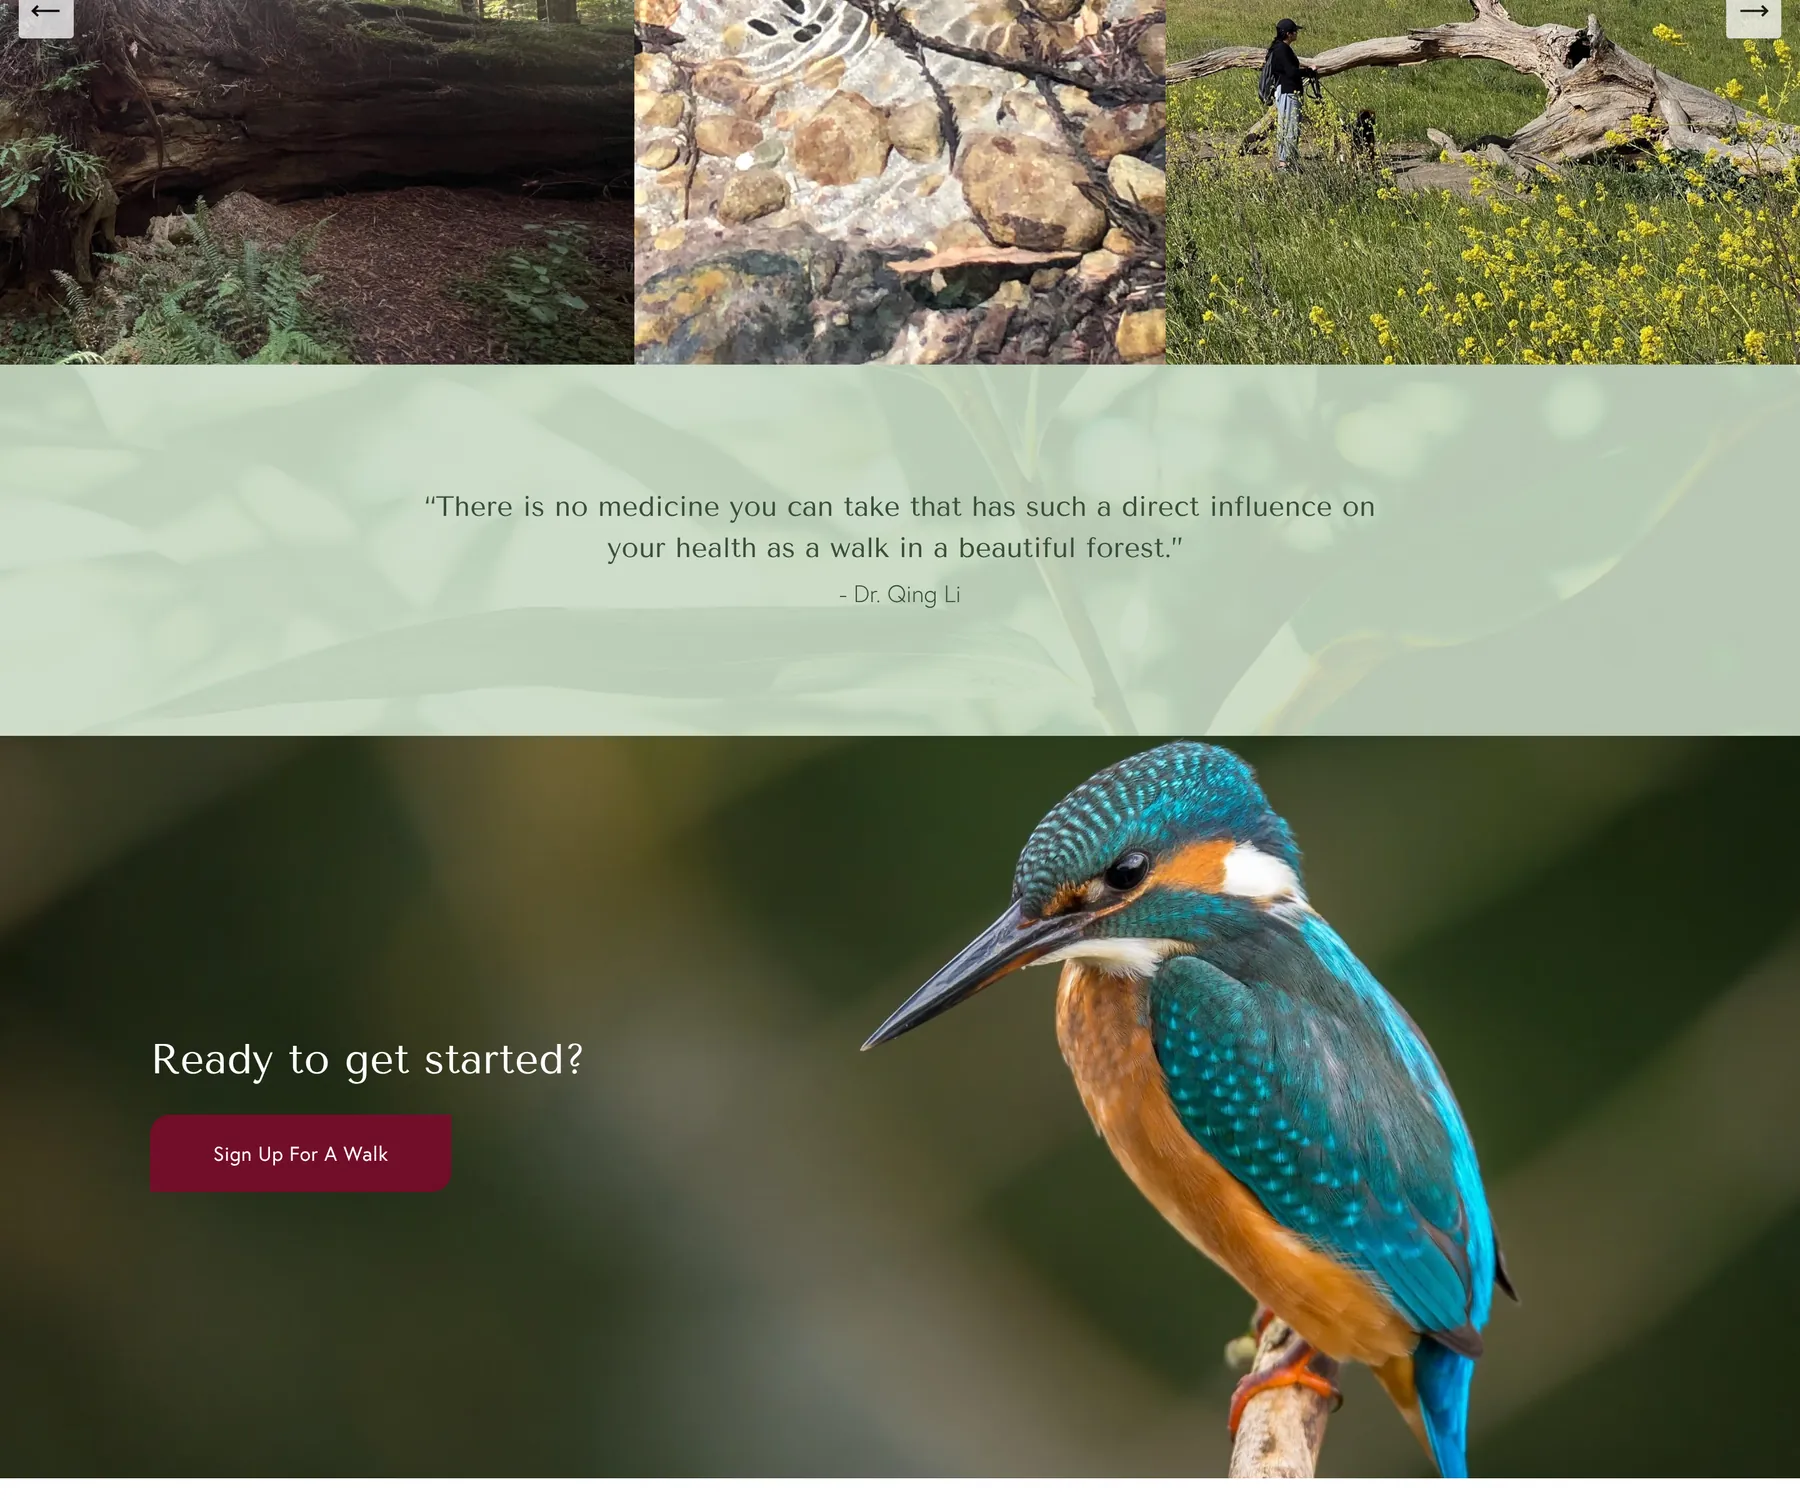 “There is no medicine you can take that has such a direct influence on
your health as a walk in a beautiful forest.”
- Dr. Qing Li
Ready to get started?
Sign Up For A Walk